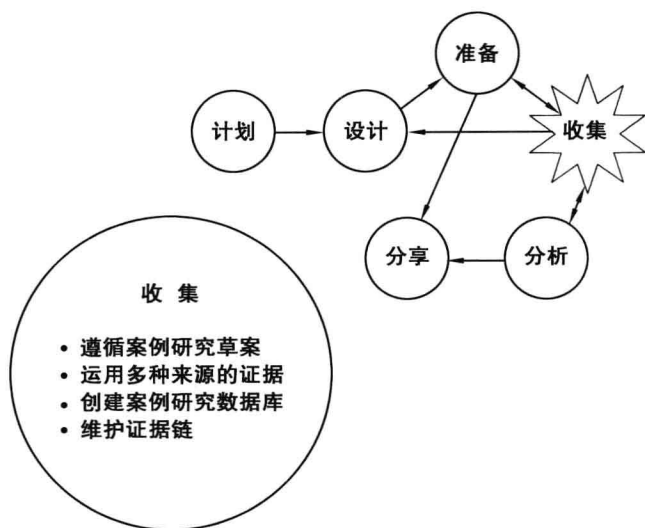 准备
计划
设计
收集
分享
分析
收 集
• 遵循案例研究草案
• 运用多种来源的证据
• 创建案例研究数据库
• 维护证据链